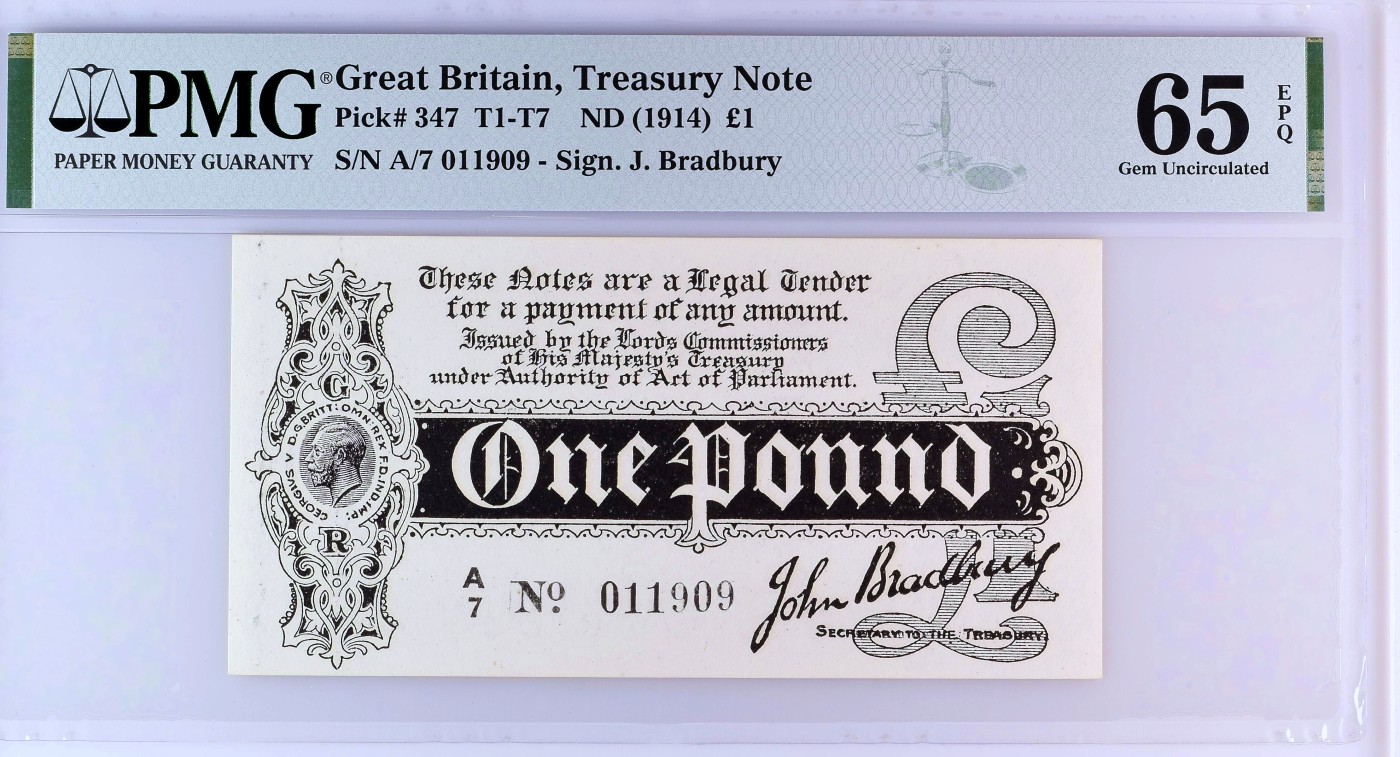 PMG® Great Britain, Treasury Note
Pick# 347 T1-T7 ND (1914) £1
PAPER MONEY GUARANTY
S/N A/7 011909 - Sign. J. Bradbury
65 EPQ
Gem Uncirculated
These Notes are a Legal Tender
for a payment of any amount.
Issued by the Lords Commissioners
of His Majesty's Treasury
under Authority of Act of Parliament.
£
G
GEORGIVS V D.G.BRITT: OMN: REX F.D. IND: IMP:
R
One Pound
A
7
Nº 011909
John Bradbury
SECRETARY TO THE TREASURY.
£1